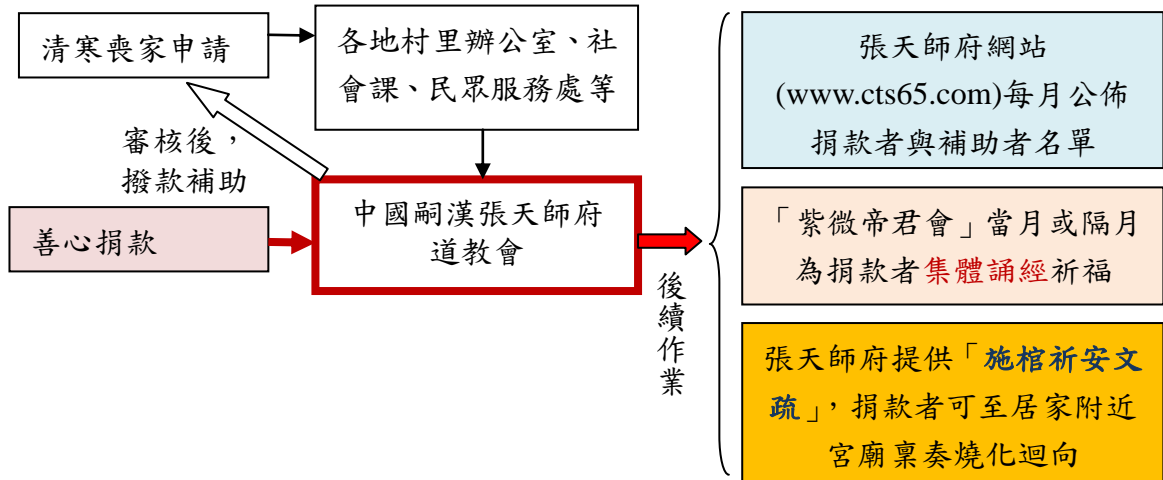 清寒喪家申請
各地村里辦公室、社
會課、民眾服務處等
審核後，
撥款補助
善心捐款
中國嗣漢張天師府
道教會
後續作業
張天師府網站
(www.cts65.com)每月公佈
捐款者與補助者名單
「紫微帝君會」當月或隔月
為捐款者集體誦經祈福
張天師府提供「施棺祈安文
疏」，捐款者可至居家附近
宮廟稟奏燒化迴向